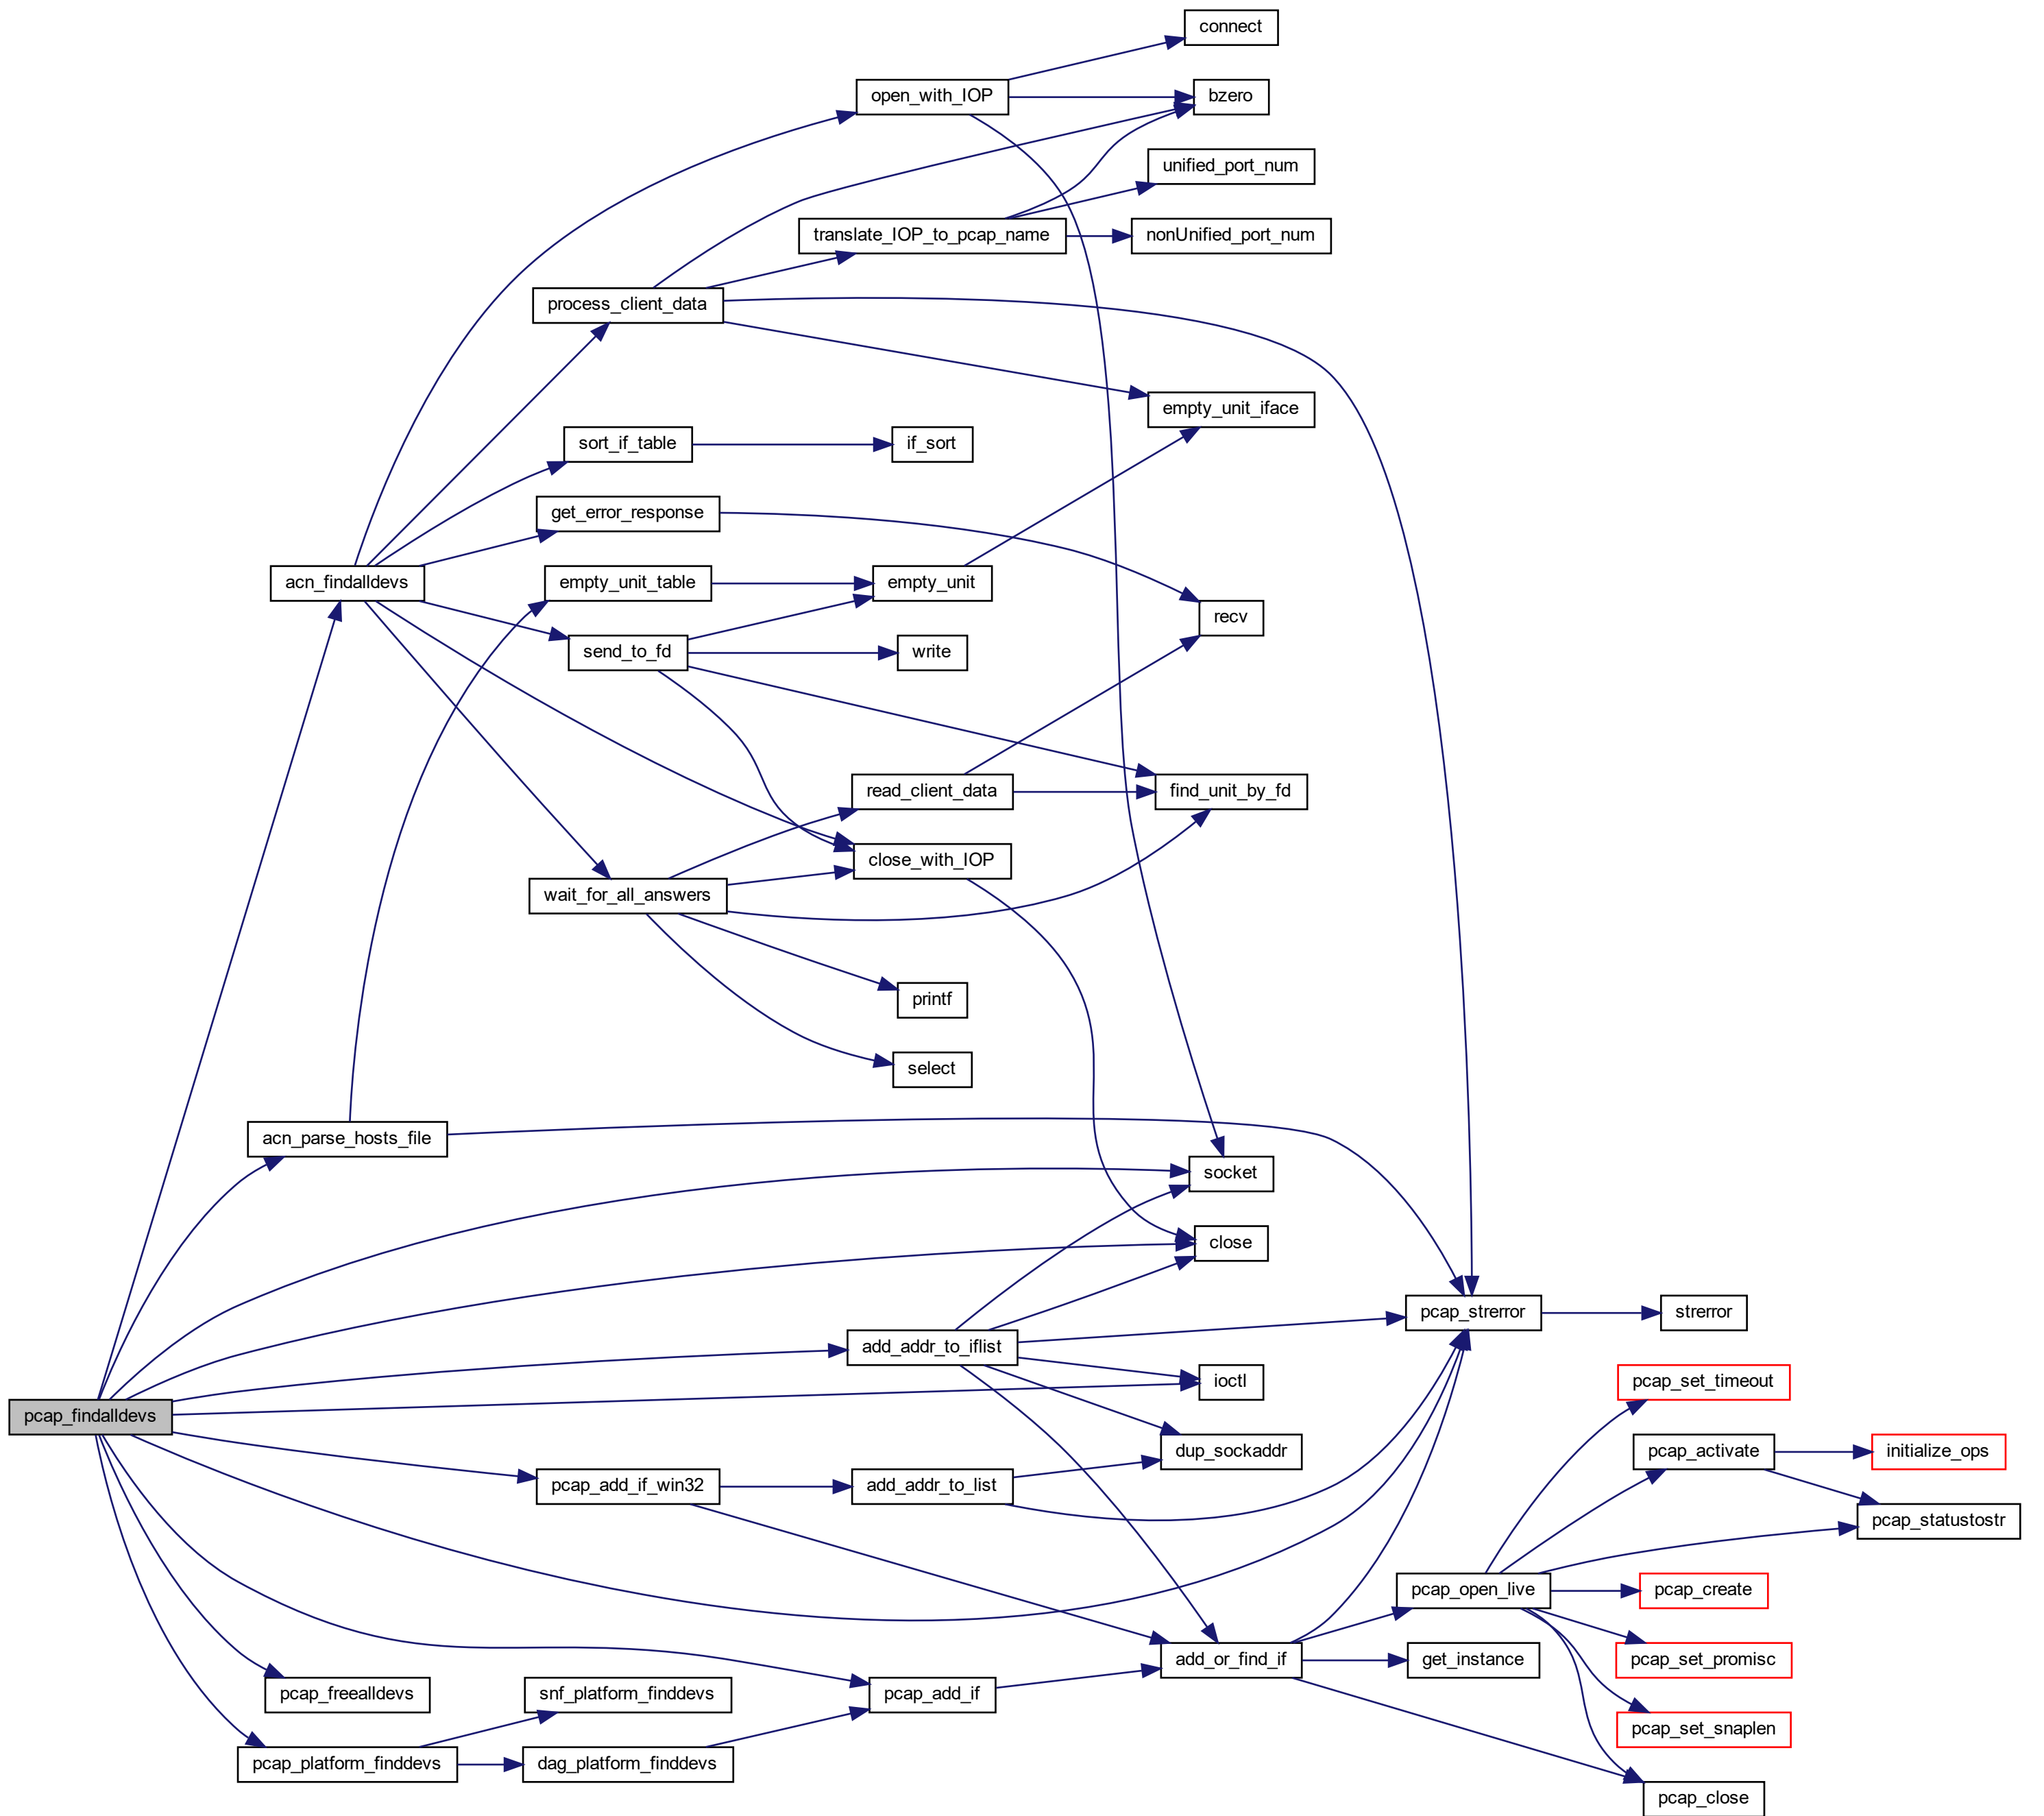 connect
open_with_IOP
bzero
unified_port_num
translate_IOP_to_pcap_name
nonUnified_port_num
process_client_data
empty_unit_iface
sort_if_table
if_sort
get_error_response
acn_findalldevs
empty_unit_table
empty_unit
recv
send_to_fd
write
read_client_data
find_unit_by_fd
close_with_IOP
wait_for_all_answers
printf
select
acn_parse_hosts_file
socket
close
pcap_strerror
strerror
add_addr_to_iflist
ioctl
pcap_set_timeout
pcap_findalldevs
dup_sockaddr
pcap_activate
initialize_ops
pcap_add_if_win32
add_addr_to_list
pcap_statustostr
pcap_open_live
pcap_create
add_or_find_if
get_instance
pcap_set_promisc
pcap_freealldevs
snf_platform_finddevs
pcap_add_if
pcap_set_snaplen
pcap_platform_finddevs
dag_platform_finddevs
pcap_close